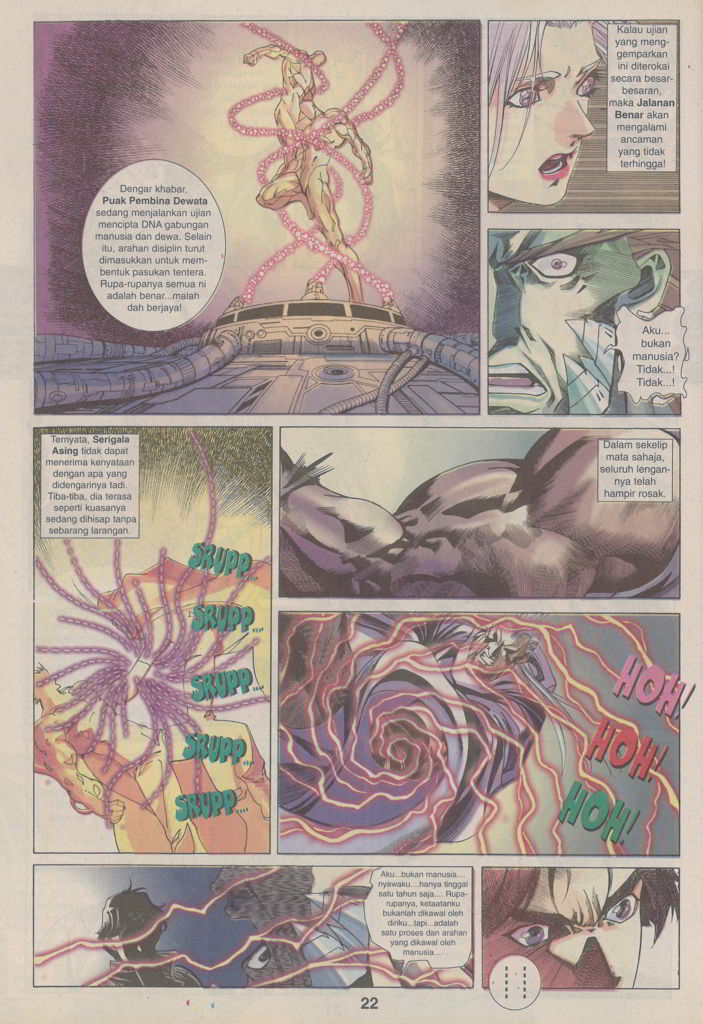 Dengar khabar,
Puak Pembina Dewata
sedang menjalankan ujian
mencipta DNA gabungan
manusia dan dewa. Selain
itu, arahan disiplin turut
dimasukkan untuk mem-
bentuk pasukan tentera.
Rupa-rupanya semua ni
adalah benar...malah
dah berjaya!
Kalau ujian
yang meng-
gemparkan
ini diterokai
secara besar-
besaran,
maka Jalanan
Benar akan
mengalami
ancaman
yang tidak
terhingga!
Aku...
bukan
manusia?
Tidak...!
Tidak...!
Ternyata, Serigala
Asing tidak dapat
menerima kenyataan
dengan apa yang
didengarinya tadi.
Tiba-tiba, dia terasa
seperti kuasanya
sedang dihisap tanpa
sebarang larangan.
SRUPP...
SRUPP....
SRUPP...
SRUPP...
SRUPP...
Dalam sekelip
mata sahaja,
seluruh lengan-
nya telah
hampir rosak.
HOH!
HOH!
HOH!
Aku...bukan manusia....
nyawaku....hanya tinggal
satu tahun saja,... Rupa-
rupanya, ketaatanku
bukanlah dikawal oleh
diriku...tapi...adalah
satu proses dan arahan
yang dikawal oleh
manusia....
! !
22